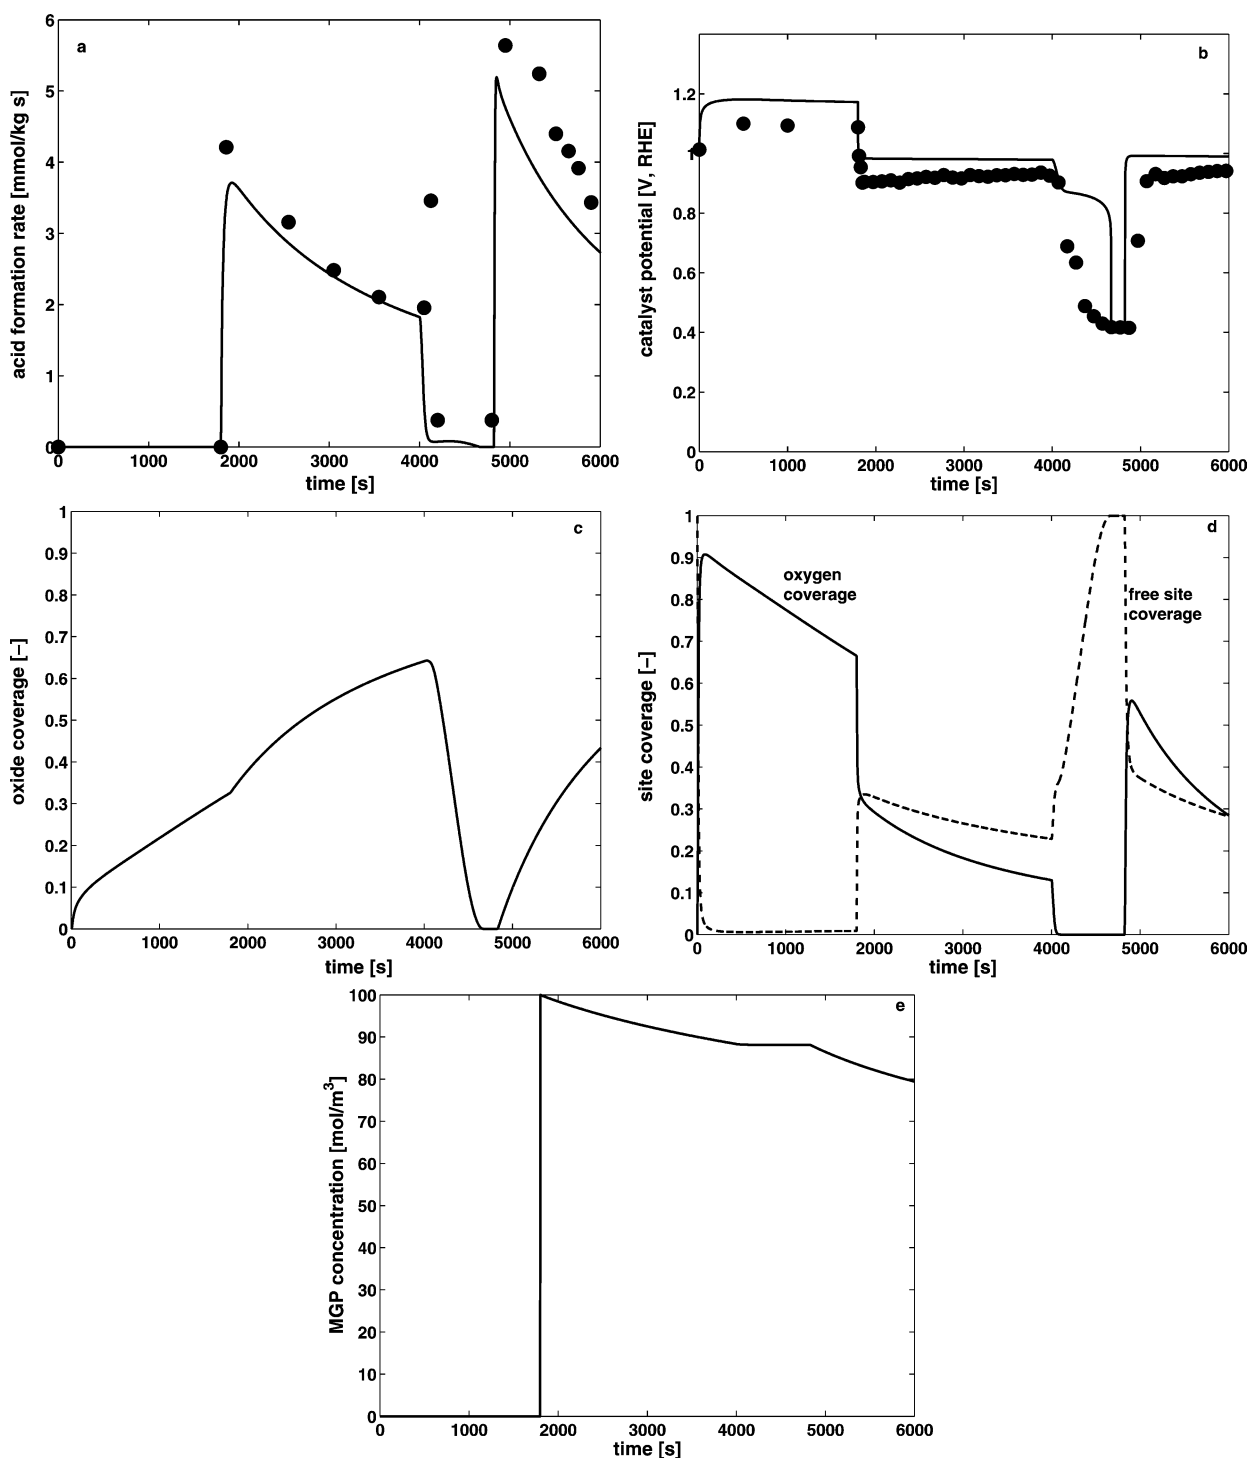 a
acid formation rate [mmol/kg s]
6
5
4
3
2
1
0
0 1000 2000 3000 4000 5000 6000
time [s]
b
catalyst potential [V, RHE]
1.2
1
0.8
0.6
0.4
0.2
0
0 1000 2000 3000 4000 5000 6000
time [s]
c
oxide coverage [−]
1
0.9
0.8
0.7
0.6
0.5
0.4
0.3
0.2
0.1
0
0 1000 2000 3000 4000 5000 6000
time [s]
d
oxygen
coverage
free site
coverage
site coverage [−]
1
0.9
0.8
0.7
0.6
0.5
0.4
0.3
0.2
0.1
0
0 1000 2000 3000 4000 5000 6000
time [s]
e
MGP concentration [mol/m³]
100
90
80
70
60
50
40
30
20
10
0
0 1000 2000 3000 4000 5000 6000
time [s]